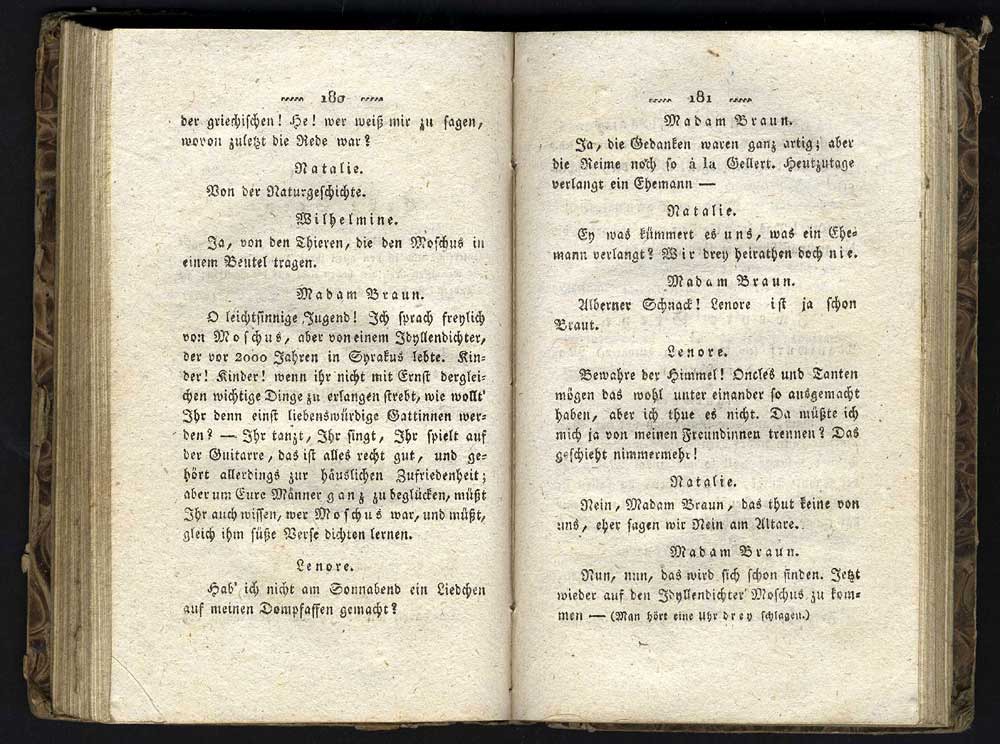 180
der griechischen! He! wer weiß mir zu sagen,
wovon zuletzt die Rede war?
Natalie.
Von der Naturgeschichte.
Wilhelmine.
Ja, von den Thieren, die den Moschus in
einem Beutel tragen.
Madam Braun.
O leichtsinnige Jugend! Ich sprach freylich
von Moschus, aber von einem Idyllendichter,
der vor 2000 Jahren in Syrakus lebte. Kin-
der! Kinder! wenn ihr nicht mit Ernst derglei-
chen wichtige Dinge zu erlangen strebt, wie wollt'
Ihr denn einst liebenswürdige Gattinnen wer-
den? — Ihr tanzt, Ihr singt, Ihr spielt auf
der Guitarre, das ist alles recht gut, und ge-
hört allerdings zur häuslichen Zufriedenheit;
aber um Eure Männer ganz zu beglücken, müßt
Ihr auch wissen, wer Moschus war, und müßt,
gleich ihm süße Verse dichten lernen.
Lenore.
Hab' ich nicht am Sonnabend ein Liedchen
auf meinen Dompfaffen gemacht?
181
Madam Braun.
Ja, die Gedanken waren ganz artig; aber
die Reime noch so á la Gellert. Heutzutage
verlangt ein Ehemann —
Natalie.
Ey was kümmert es uns, was ein Ehe-
mann verlangt? Wir drey heirathen doch nie.
Madam Braun.
Alberner Schnack! Lenore ist ja schon
Braut.
Lenore.
Bewahre der Himmel! Oncles und Tanten
mögen das wohl unter einander so ausgemacht
haben, aber ich thue es nicht. Da müßte ich
mich ja von meinen Freundinnen trennen? Das
geschieht nimmermehr!
Natalie.
Nein, Madam Braun, das thut keine von
uns, eher sagen wir Nein am Altare.
Madam Braun.
Nun, nun, das wird sich schon finden. Jetzt
wieder auf den Idyllendichter Moschus zu kom-
men — (Man hört eine Uhr drey schlagen.)